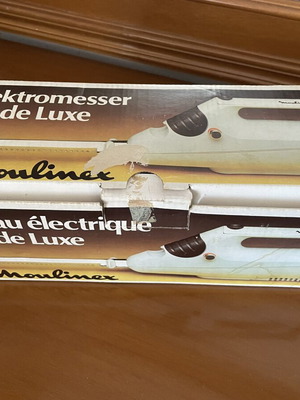 ektromesser
de Luxe
oulinex
au électrique
de Luxe
Moulinex